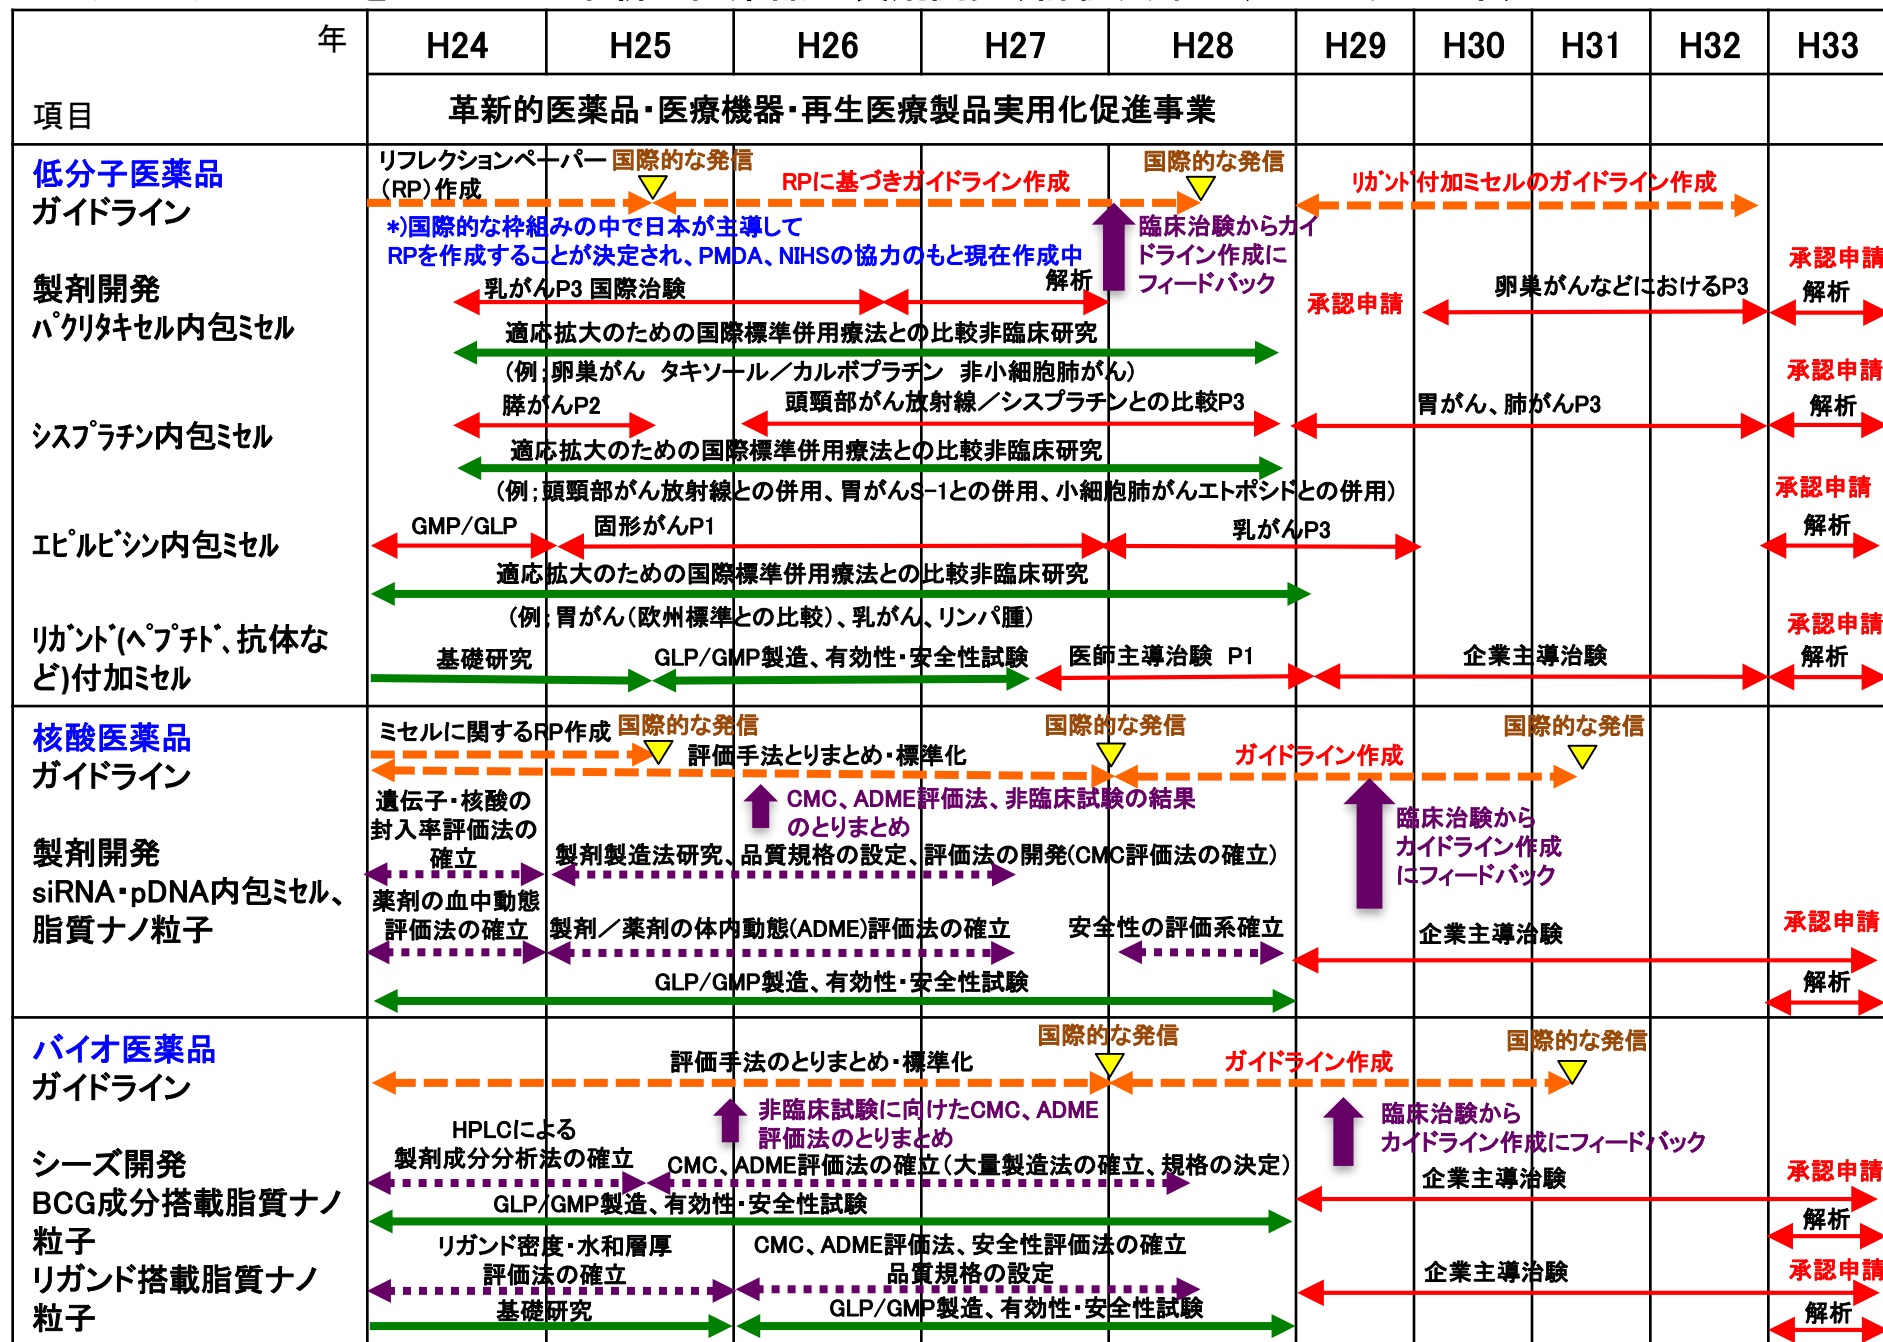 年
H24 H25 H26 H27 H28 H29 H30 H31 H32 H33
項目
革新的医薬品・医療機器・再生医療製品実用化促進事業
低分子医薬品
ガイドライン
リフレクションペーパー
(RP)作成
国際的な発信
RPに基づきガイドライン作成
国際的な発信
リガンド付加ミセルのガイドライン作成
*)国際的な枠組みの中で日本が主導して
RPを作成することが決定され、PMDA、NIHSの協力のもと現在作成中
臨床治験からカイ
ドライン作成に
フィードバック
製剤開発
パクリタキセル内包ミセル
乳がんP3 国際治験
解析
承認申請
卵巣がんなどにおけるP3
承認申請
解析
適応拡大のための国際標準併用療法との比較非臨床研究
(例;卵巣がん タキソール/カルボプラチン 非小細胞肺がん)
シスプラチン内包ミセル
膵がんP2
頭頸部がん放射線/シスプラチンとの比較P3
胃がん、肺がんP3
承認申請
解析
適応拡大のための国際標準併用療法との比較非臨床研究
(例;頭頸部がん放射線との併用、胃がんS-1との併用、小細胞肺がんエトポシドとの併用)
エピルビシン内包ミセル
GMP/GLP
固形がんP1
乳がんP3
承認申請
解析
適応拡大のための国際標準併用療法との比較非臨床研究
(例;胃がん(欧州標準との比較)、乳がん、リンパ腫)
リガンド(ペプチド、抗体な
ど)付加ミセル
基礎研究
GLP/GMP製造、有効性・安全性試験
医師主導治験 P1
企業主導治験
承認申請
解析
核酸医薬品
ガイドライン
ミセルに関するRP作成
国際的な発信
評価手法とりまとめ・標準化
国際的な発信
ガイドライン作成
国際的な発信
CMC、ADME評価法、非臨床試験の結果
のとりまとめ
臨床治験から
カイドライン作成
にフィードバック
製剤開発
siRNA・pDNA内包ミセル、
脂質ナノ粒子
遺伝子・核酸の
封入率評価法の
確立
製剤製造法研究、品質規格の設定、評価法の開発(CMC評価法の確立)
薬剤の血中動態
評価法の確立
製剤/薬剤の体内動態(ADME)評価法の確立
安全性の評価系確立
企業主導治験
承認申請
GLP/GMP製造、有効性・安全性試験
解析
バイオ医薬品
ガイドライン
評価手法のとりまとめ・標準化
国際的な発信
ガイドライン作成
国際的な発信
非臨床試験に向けたCMC、ADME
評価法のとりまとめ
臨床治験から
カイドライン作成にフィードバック
シーズ開発
BCG成分搭載脂質ナノ
粒子
HPLCによる
製剤成分分析法の確立
CMC、ADME評価法の確立(大量製造法の確立、規格の決定)
企業主導治験
承認申請
GLP/GMP製造、有効性・安全性試験
解析
リガンド搭載脂質ナノ
粒子
リガンド密度・水和層厚
評価法の確立
CMC、ADME評価法、安全性評価法の確立
品質規格の設定
企業主導治験
承認申請
基礎研究
GLP/GMP製造、有効性・安全性試験
解析